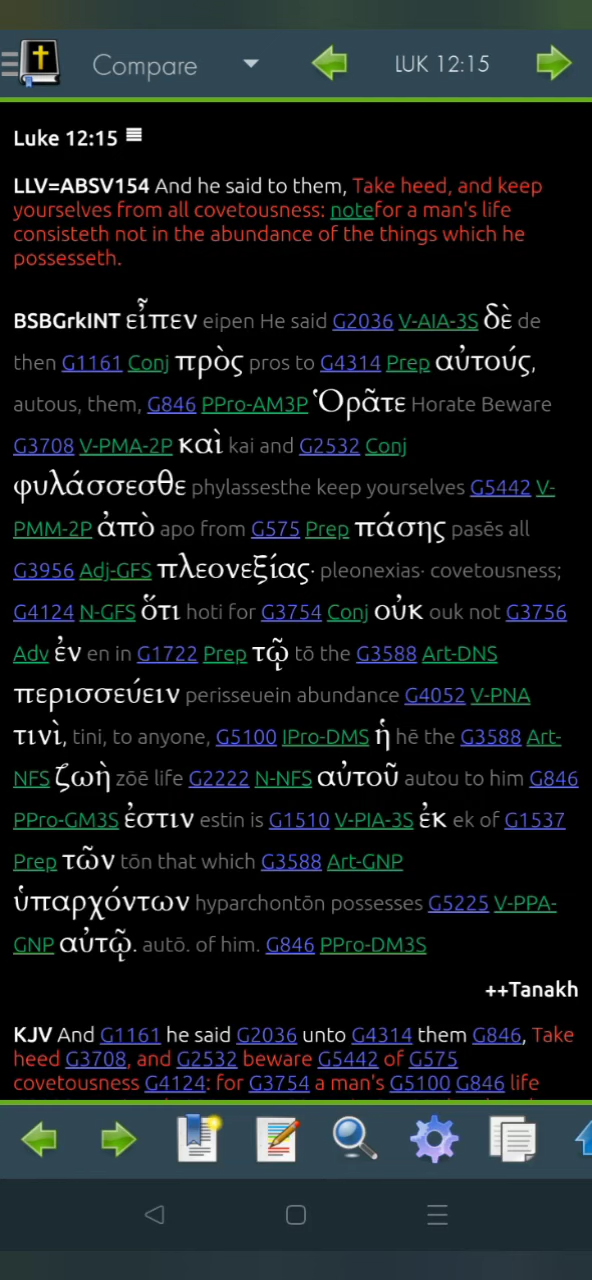 Compare
LUK 12:15
Luke 12:15
LLV=ABSV154 And he said to them, Take heed, and keep
yourselves from all covetousness: notefor a man's life
consisteth not in the abundance of the things which he
possesseth.
BSBGrkINT εἶπεν eipen He said G2036 V-AIA-3S δὲ de
then G1161 Conj πρὸς pros to G4314 Prep αὐτούς,
autous, them, G846 PPro-AM3P Ὁρᾶτε Horate Beware
G3708 V-PMA-2P καὶ kai and G2532 Conj
φυλάσσεσθε phylassesthe keep yourselves G5442 V-
PMM-2P ἀπὸ apo from G575 Prep πάσης pasēs all
G3956 Adj-GFS πλεονεξίας· pleonexias· covetousness;
G4124 N-GFS ὅτι hoti for G3754 Conj οὐκ ouk not G3756
Adv ἐν en in G1722 Prep τῷ tō the G3588 Art-DNS
περισσεύειν perisseuein abundance G4052 V-PNA
τινὶ, tini, to anyone, G5100 IPro-DMS ἡ hē the G3588 Art-
NFS ζωὴ zōē life G2222 N-NFS αὐτοῦ autou to him G846
PPro-GM3S ἐστιν estin is G1510 V-PIA-3S ἐκ ek of G1537
Prep τῶν tōn that which G3588 Art-GNP
ὑπαρχόντων hyparchontōn possesses G5225 V-PPA-
GNP αὐτῷ. autō. of him. G846 PPro-DM3S
++Tanakh
KJV And G1161 he said G2036 unto G4314 them G846, Take
heed G3708, and G2532 beware G5442 of G575
covetousness G4124: for G3754 a man's G5100 G846 life